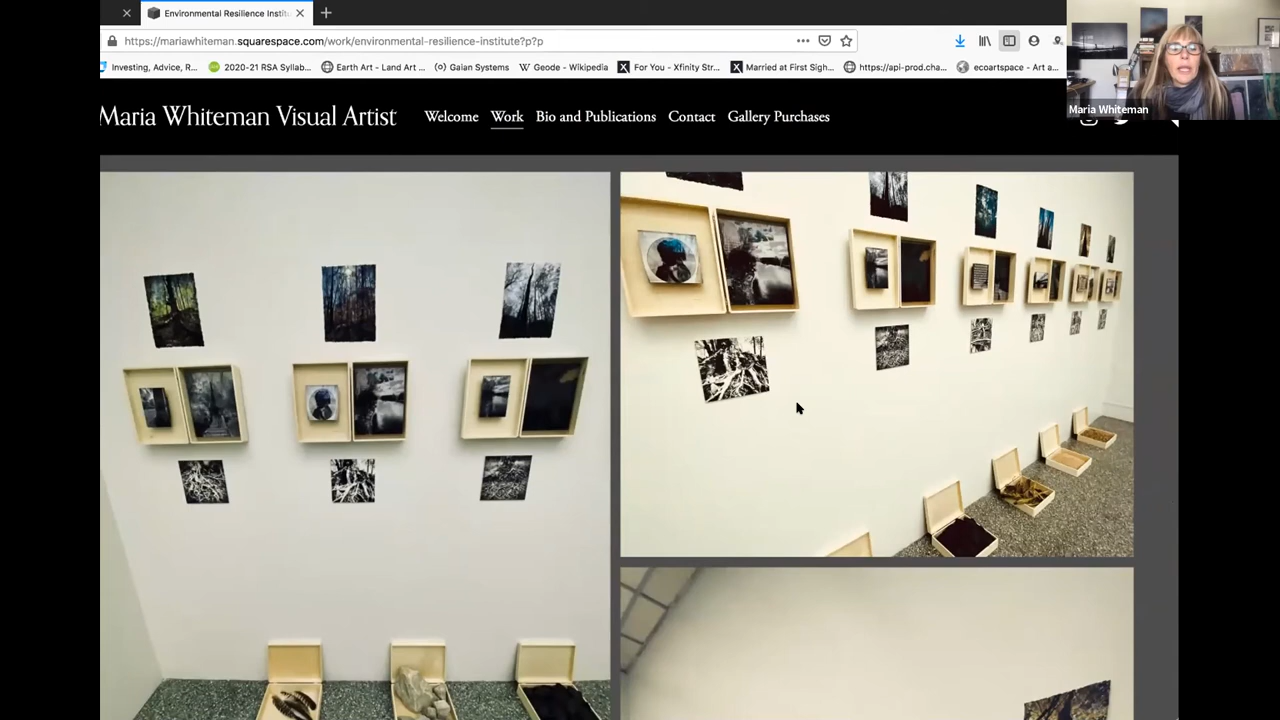 Environmental Resilience Instit
https://mariawhiteman.squarespace.com/work/environmental-resilience-institute?p?p
Investing, Advice, R... 2020-21 RSA Syllab... Earth Art - Land Art ... Gaian Systems Geode - Wikipedia For You - Xfinity Str... Married at First Sigh... https://api-prod.cha... ecoartspace - Art a...
Maria Whiteman
Maria Whiteman Visual Artist Welcome Work Bio and Publications Contact Gallery Purchases